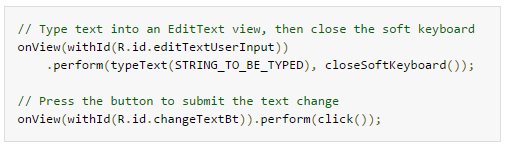 // Type text into an EditText view, then close the soft keyboard
onView(withId(R.id.editTextUserInput))
    .perform(typeText(STRING_TO_BE_TYPED), closeSoftKeyboard());

// Press the button to submit the text change
onView(withId(R.id.changeTextBt)).perform(click());